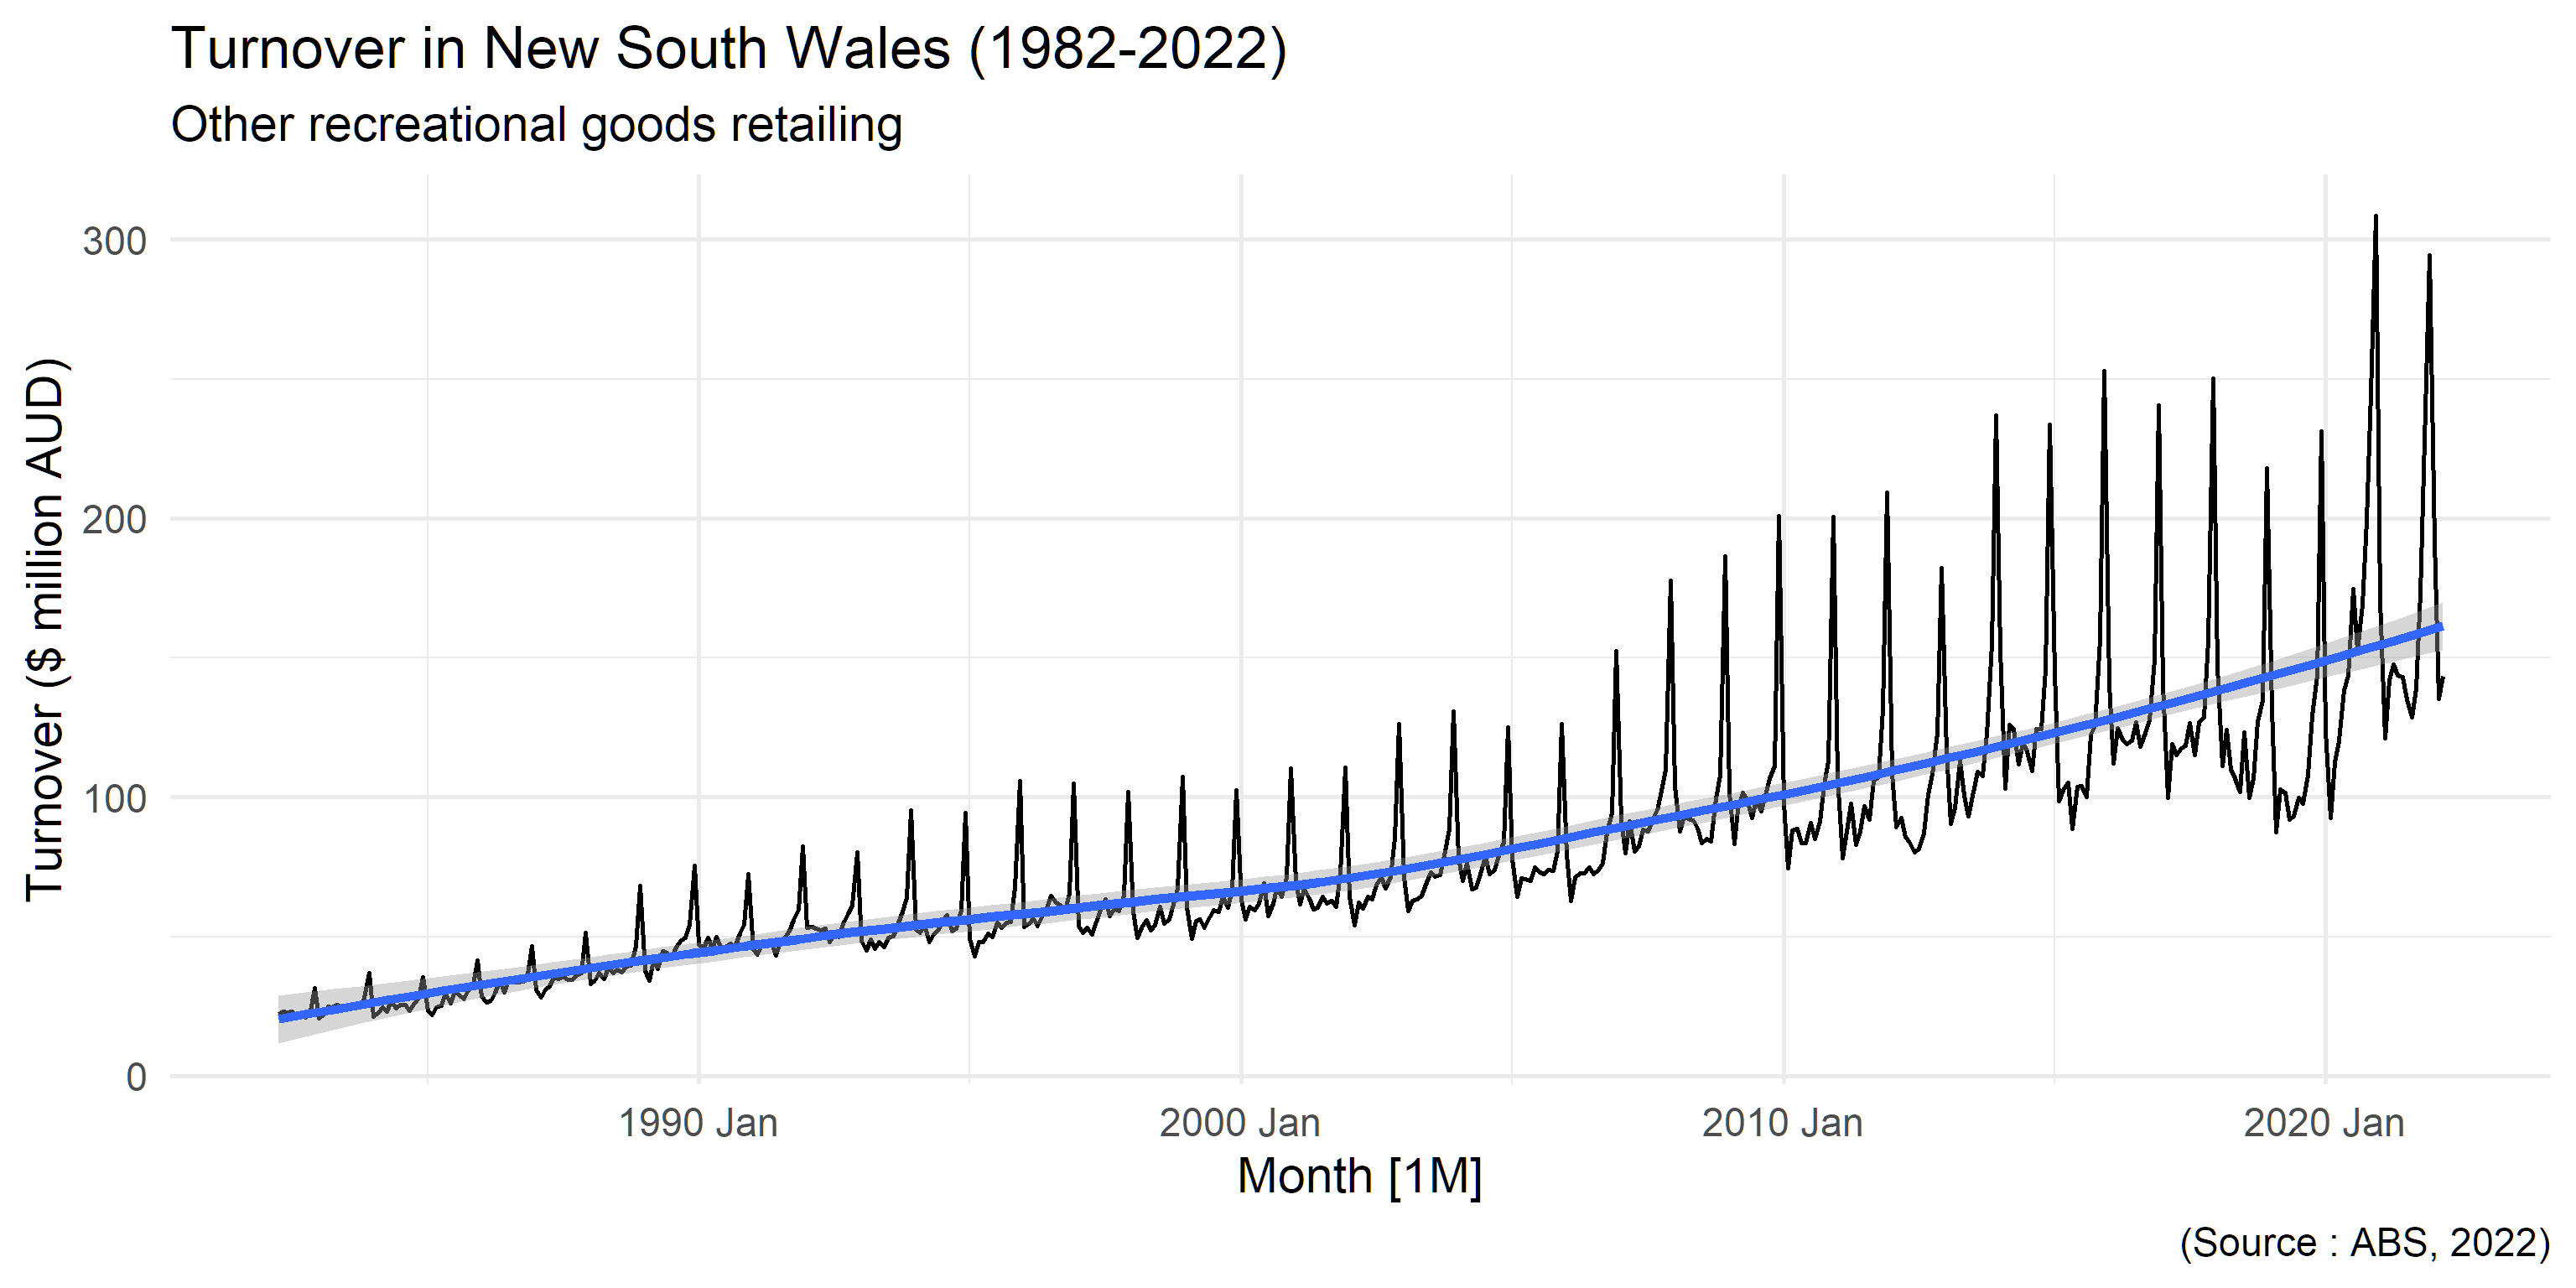 Turnover in New South Wales (1982-2022)
Other recreational goods retailing
Turnover ($ million AUD)
300
200
100
0
1990 Jan
2000 Jan
2010 Jan
2020 Jan
Month [1M]
(Source : ABS, 2022)